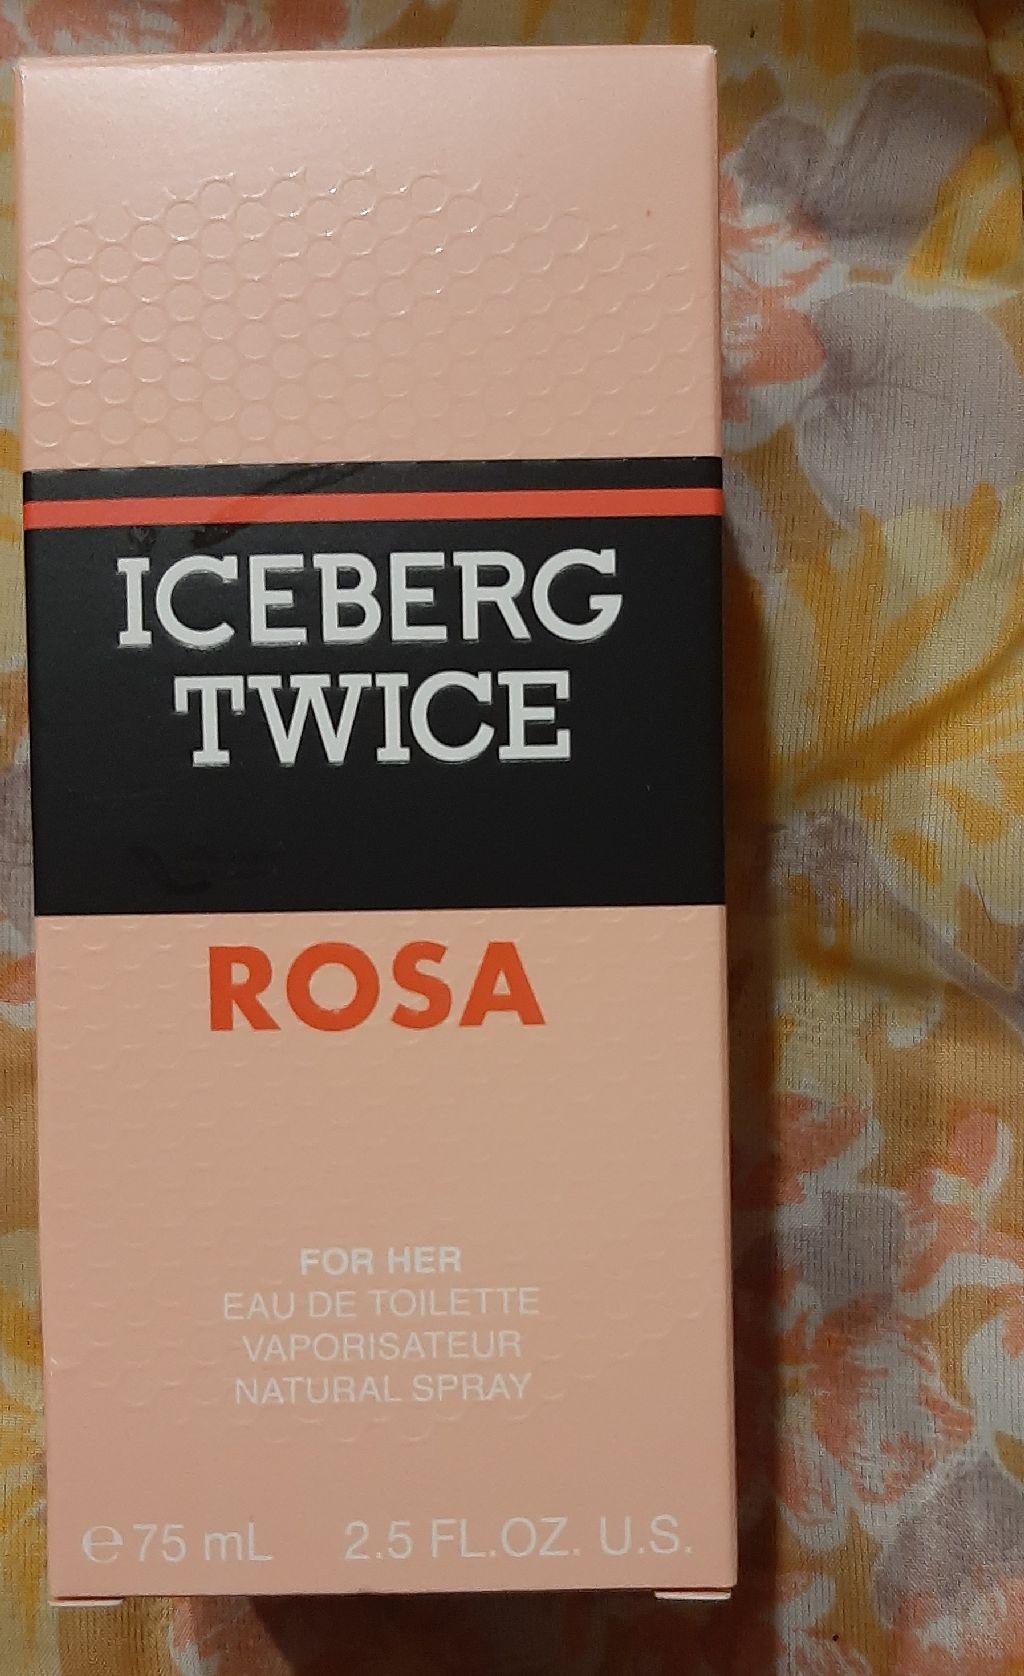 ICEBERG
TWICE
ROSA
FOR HER
EAU DE TOILETTE
VAPORISATEUR
NATURAL SPRAY
℮75 mL 2.5 FL.OZ. U.S.